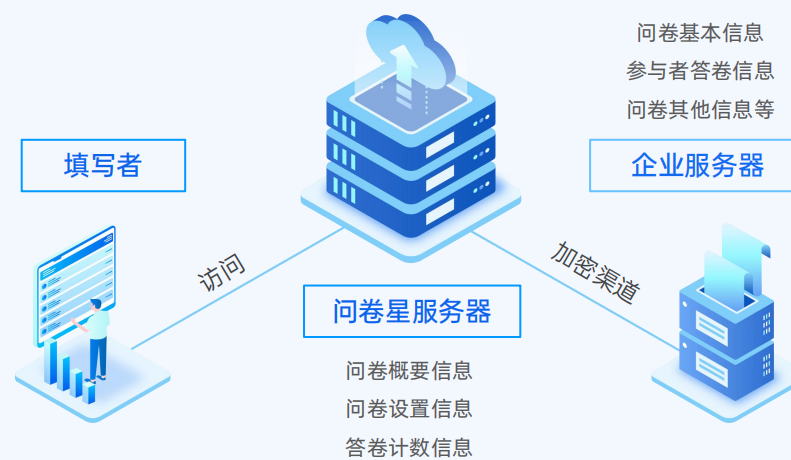 问卷基本信息
参与者答卷信息
问卷其他信息等
填写者
企业服务器
访问
加密渠道
问卷星服务器
问卷概要信息
问卷设置信息
答卷计数信息